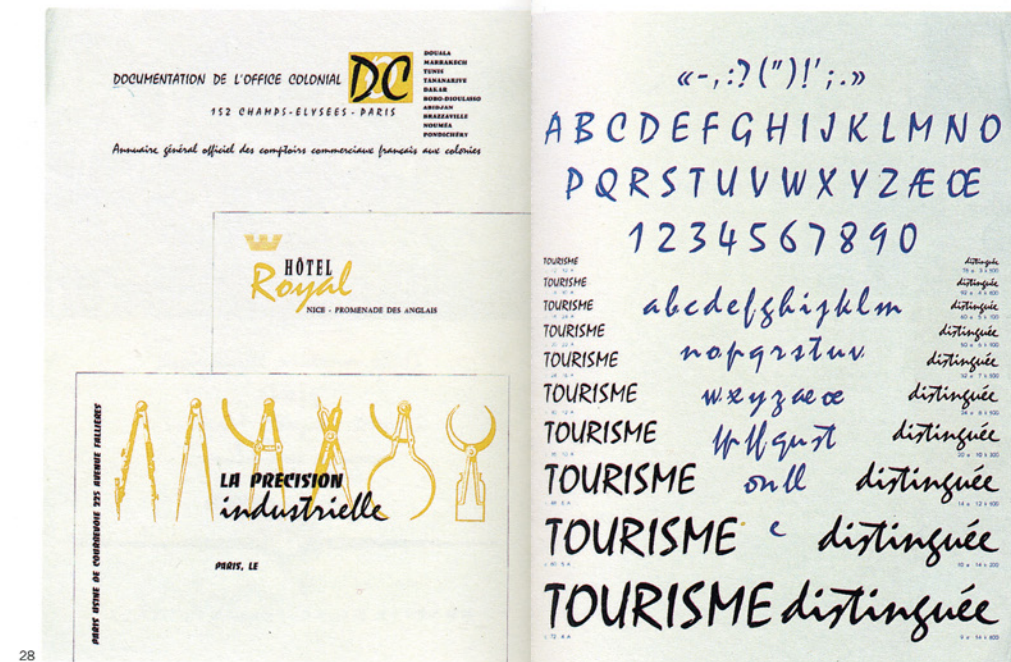 DOCUMENTATION DE L'OFFICE COLONIAL
DC
152 CHAMPS-ELYSEES - PARIS
DOUALA
MARRAKECH
TUNIS
TANANARIVE
DAKAR
BOBO-DIOULASSO
ABIDJAN
BRAZZAVILLE
NOUMÉA
PONDICHÉRY
Annuaire général officiel des comptoirs commerciaux français aux colonies
HÔTEL
Royal
NICE - PROMENADE DES ANGLAIS
PARIS USINE DE COURBEVOIE 225 AVENUE FALLIÈRES
LA PRECISION
industrielle
PARIS, LE
28
«-,:?(")!';.»
ABCDEFGHIJKLMNO
PQRSTUVWXYZÆŒ
1234567890
TOURISME
TOURISME
TOURISME
TOURISME
TOURISME
TOURISME
TOURISME
TOURISME
TOURISME
TOURISME
abcdefghijklm
nopqrstuv
wxyzæœ
distinguée
distinguée
distinguée
distinguée
distinguée
distinguée
distinguée
distinguée
distinguée
distinguée